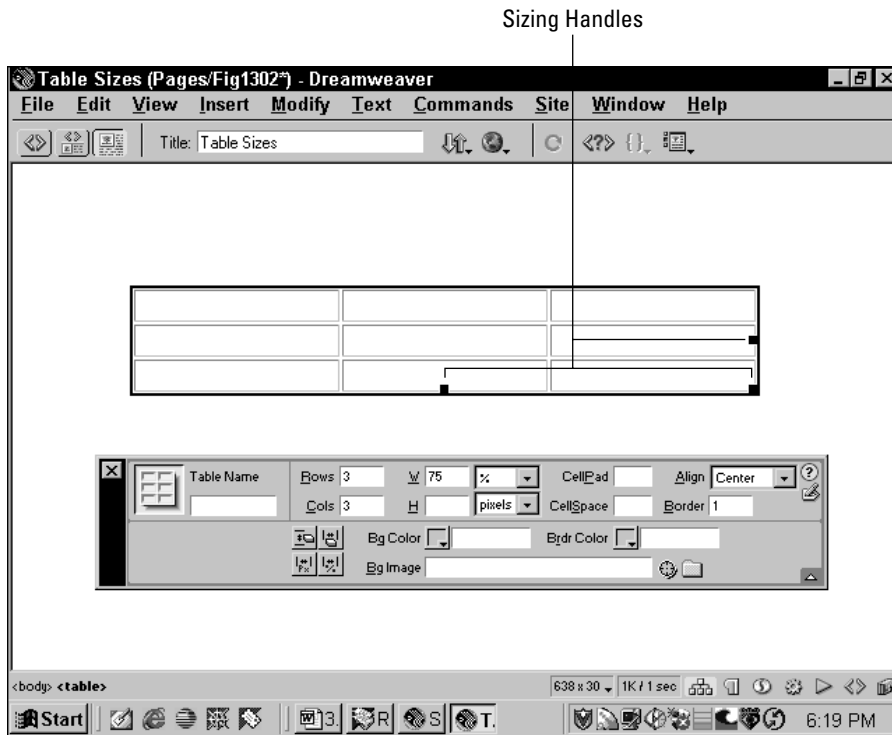 Sizing Handles
Table Sizes (Pages/Fig1302*) - Dreamweaver
File Edit View Insert Modify Text Commands Site Window Help
Title: Table Sizes
Table Name Rows 3 W 75 % CellPad Align Center
Cols 3 H pixels CellSpace Border 1
Bg Color Brdr Color
Bg Image
<body> <table> 638 x 30 1K / 1 sec
Start 3. R S T. 6:19 PM